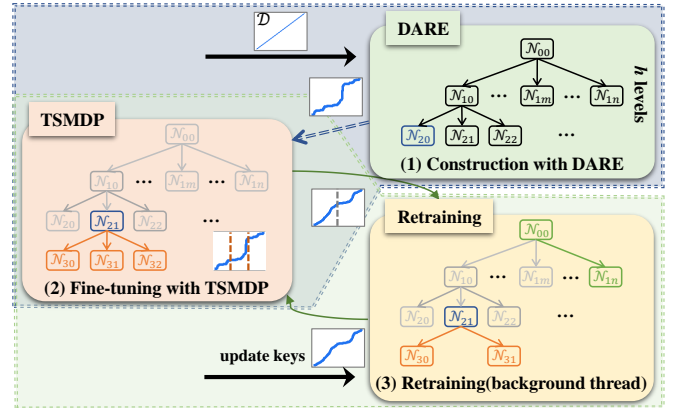 𝒟
DARE
𝒩00
𝒩10 ··· 𝒩1m ··· 𝒩1n
h levels
𝒩20 𝒩21 𝒩22 ···
(1) Construction with DARE
TSMDP
𝒩00
𝒩10 ··· 𝒩1m ··· 𝒩1n
𝒩20 𝒩21 𝒩22 ···
𝒩30 𝒩31 𝒩32
(2) Fine-tuning with TSMDP
Retraining
𝒩00
𝒩10 ··· 𝒩1m ··· 𝒩1n
𝒩20 𝒩21 𝒩22 ···
𝒩30 𝒩31
(3) Retraining(background thread)
update keys